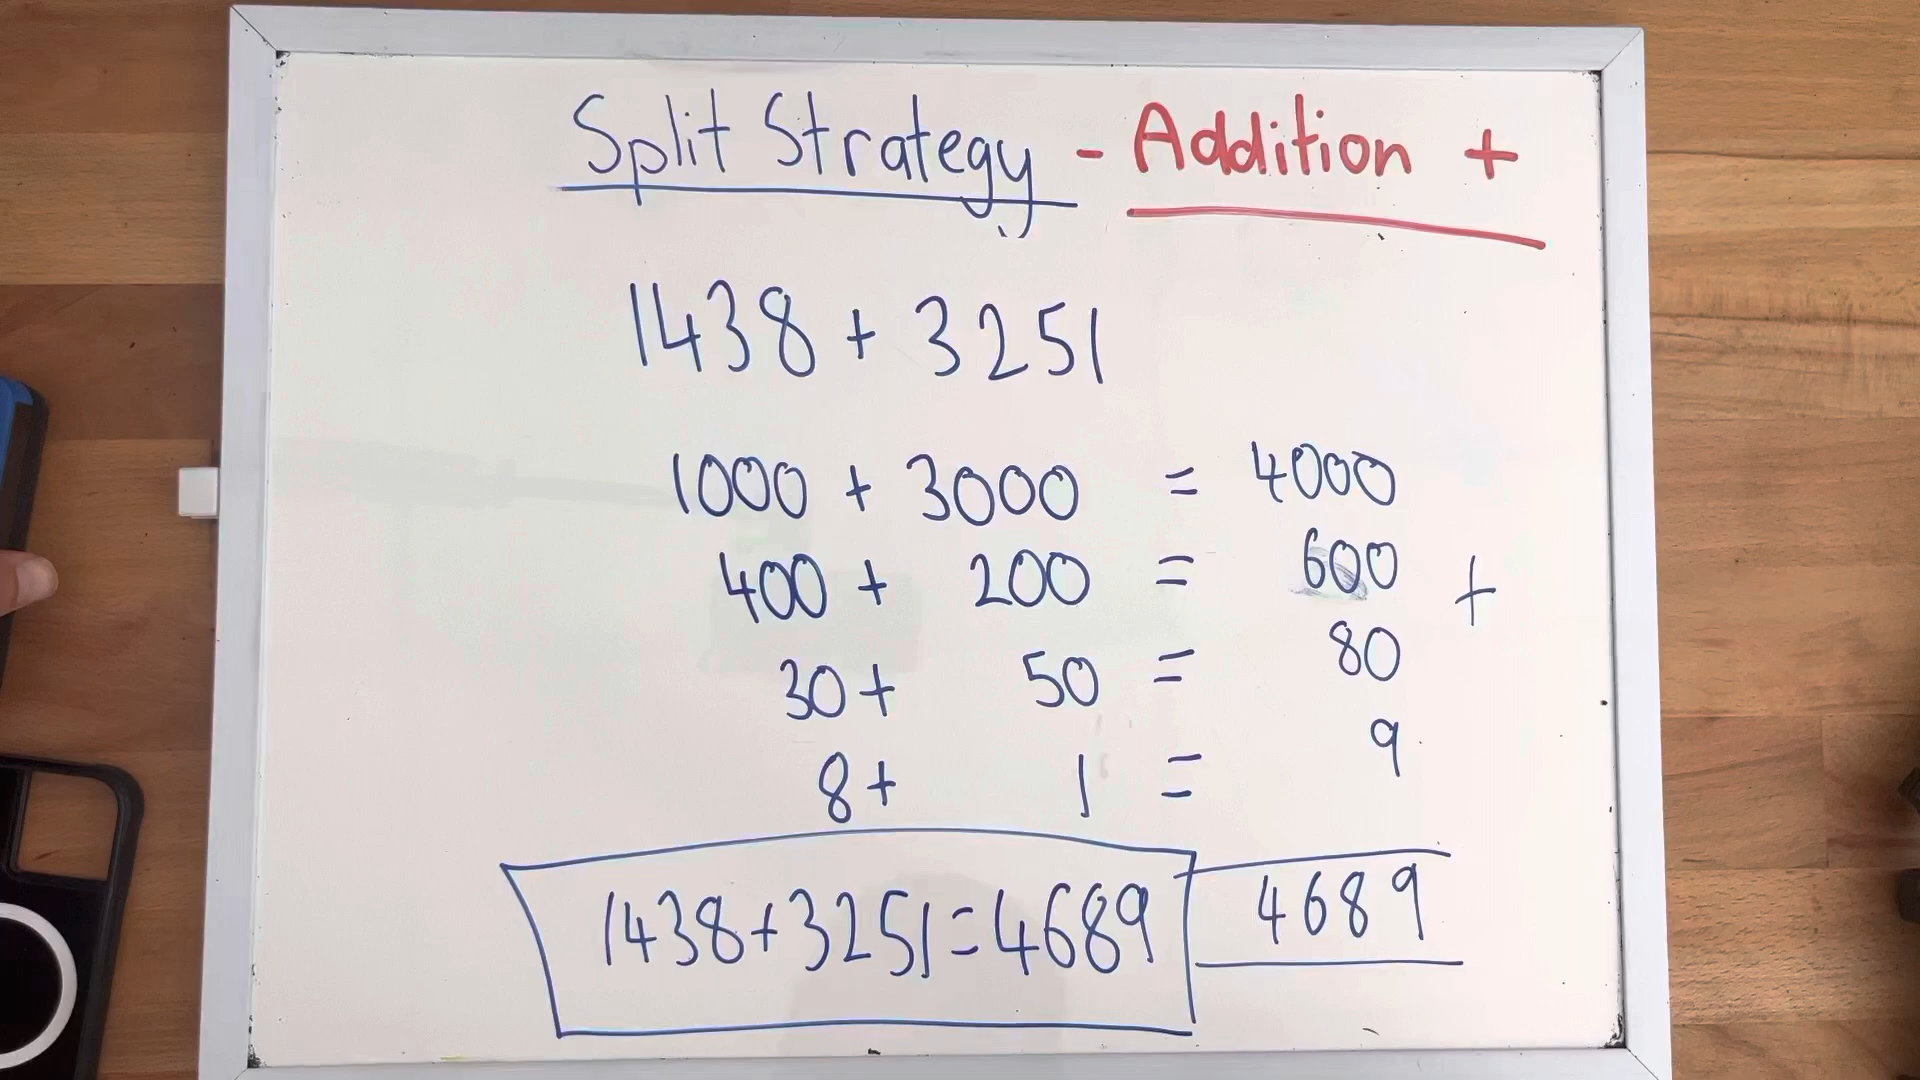 Split Strategy - Addition +
1438 + 3251
1000 + 3000 = 4000
400 + 200 = 600 +
30 + 50 = 80
8 + 1 = 9
1438+3251=4689 4689